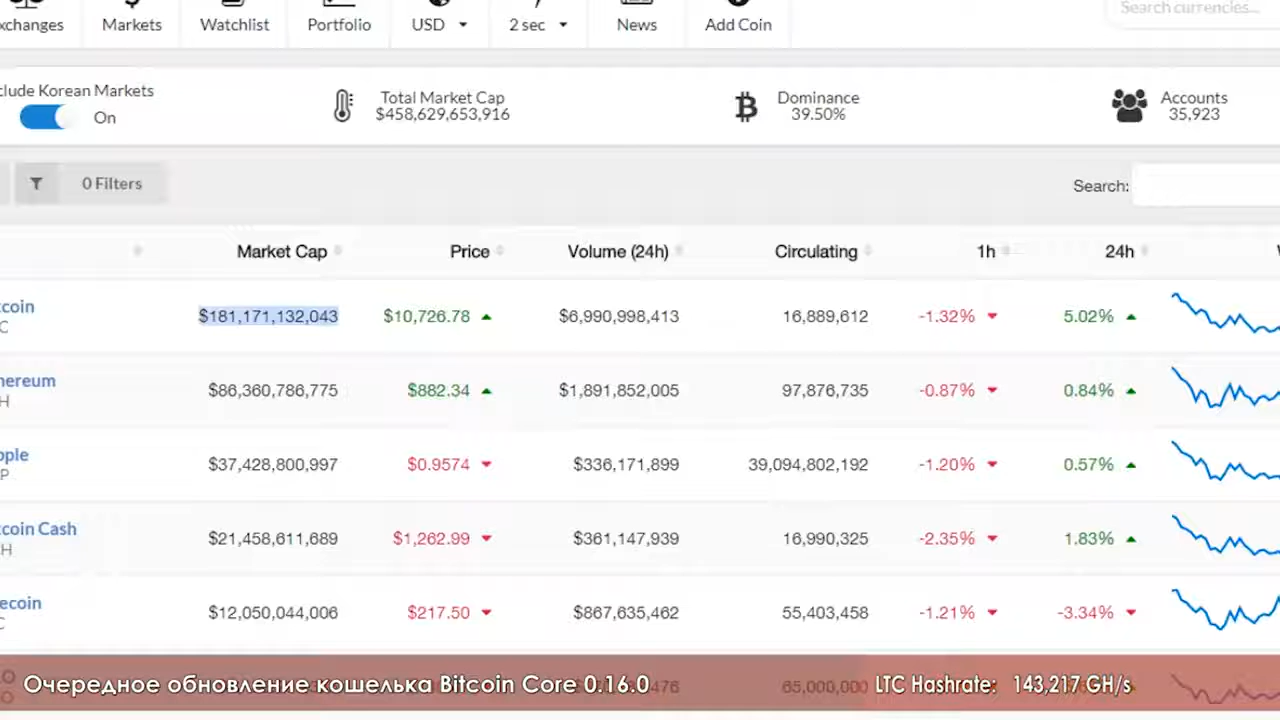 xchanges Markets Watchlist Portfolio USD 2 sec News Add Coin
Search currencies...
clude Korean Markets
On
Total Market Cap
$458,629,653,916
Dominance
39.50%
Accounts
35,923
0 Filters
Search:
Market Cap Price Volume (24h) Circulating 1h 24h
tcoin
C
$181,171,132,043 $10,726.78 $6,990,998,413 16,889,612 -1.32% 5.02%
hereum
H
$86,360,786,775 $882.34 $1,891,852,005 97,876,735 -0.87% 0.84%
pple
P
$37,428,800,997 $0.9574 $336,171,899 39,094,802,192 -1.20% 0.57%
tcoin Cash
H
$21,458,611,689 $1,262.99 $361,147,939 16,990,325 -2.35% 1.83%
ecoin
C
$12,050,044,006 $217.50 $867,635,462 55,403,458 -1.21% -3.34%
65,000,000
Очередное обновление кошелька Bitcoin Core 0.16.0
LTC Hashrate: 143,217 GH/s